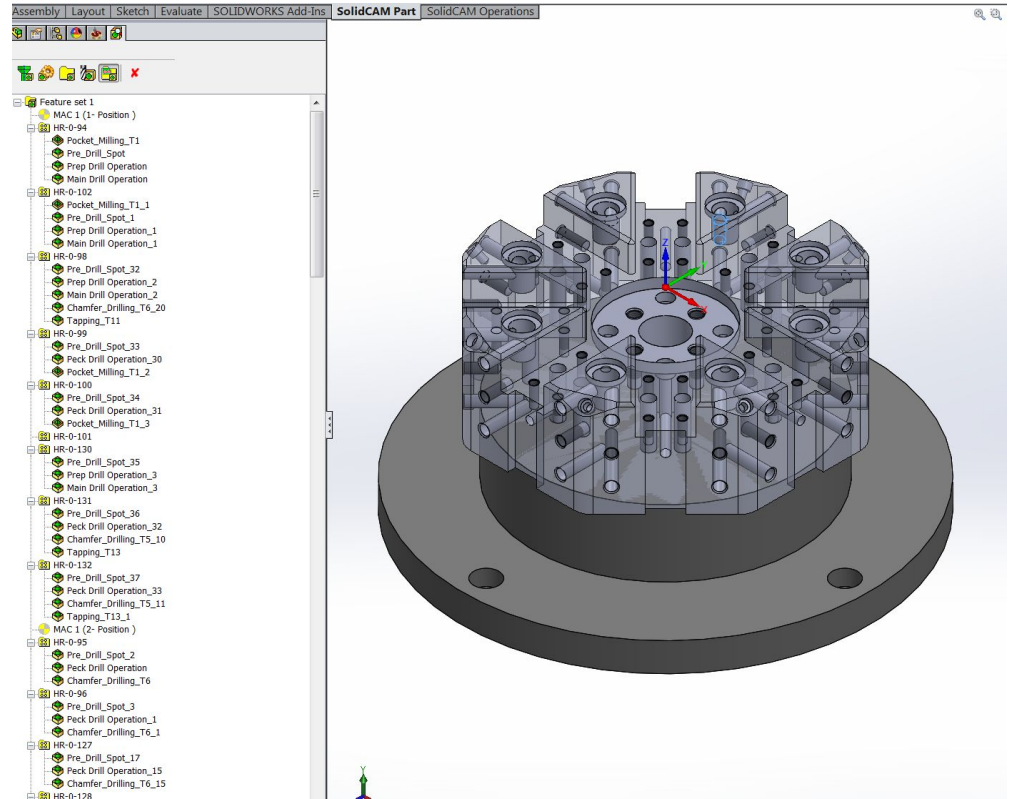 Assembly Layout Sketch Evaluate SOLIDWORKS Add-Ins SolidCAM Part SolidCAM Operations
Feature set 1
MAC 1 (1- Position )
HR-0-94
Pocket_Milling_T1
Pre_Drill_Spot
Prep Drill Operation
Main Drill Operation
HR-0-102
Pocket_Milling_T1_1
Pre_Drill_Spot_1
Prep Drill Operation_1
Main Drill Operation_1
HR-0-98
Pre_Drill_Spot_32
Prep Drill Operation_2
Main Drill Operation_2
Chamfer_Drilling_T6_20
Tapping_T11
HR-0-99
Pre_Drill_Spot_33
Peck Drill Operation_30
Pocket_Milling_T1_2
HR-0-100
Pre_Drill_Spot_34
Peck Drill Operation_31
Pocket_Milling_T1_3
HR-0-101
HR-0-130
Pre_Drill_Spot_35
Prep Drill Operation_3
Main Drill Operation_3
HR-0-131
Pre_Drill_Spot_36
Peck Drill Operation_32
Chamfer_Drilling_T5_10
Tapping_T13
HR-0-132
Pre_Drill_Spot_37
Peck Drill Operation_33
Chamfer_Drilling_T5_11
Tapping_T13_1
MAC 1 (2- Position )
HR-0-95
Pre_Drill_Spot_2
Peck Drill Operation
Chamfer_Drilling_T6
HR-0-96
Pre_Drill_Spot_3
Peck Drill Operation_1
Chamfer_Drilling_T6_1
HR-0-127
Pre_Drill_Spot_17
Peck Drill Operation_15
Chamfer_Drilling_T6_15
HR-0-128
Z
X
Y